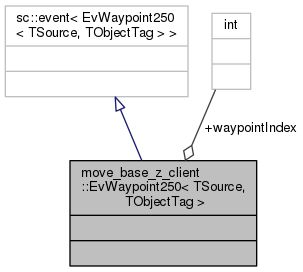 sc::event< EvWaypoint250
< TSource, TObjectTag > >
int
+waypointIndex
move_base_z_client
::EvWaypoint250< TSource,
TObjectTag >